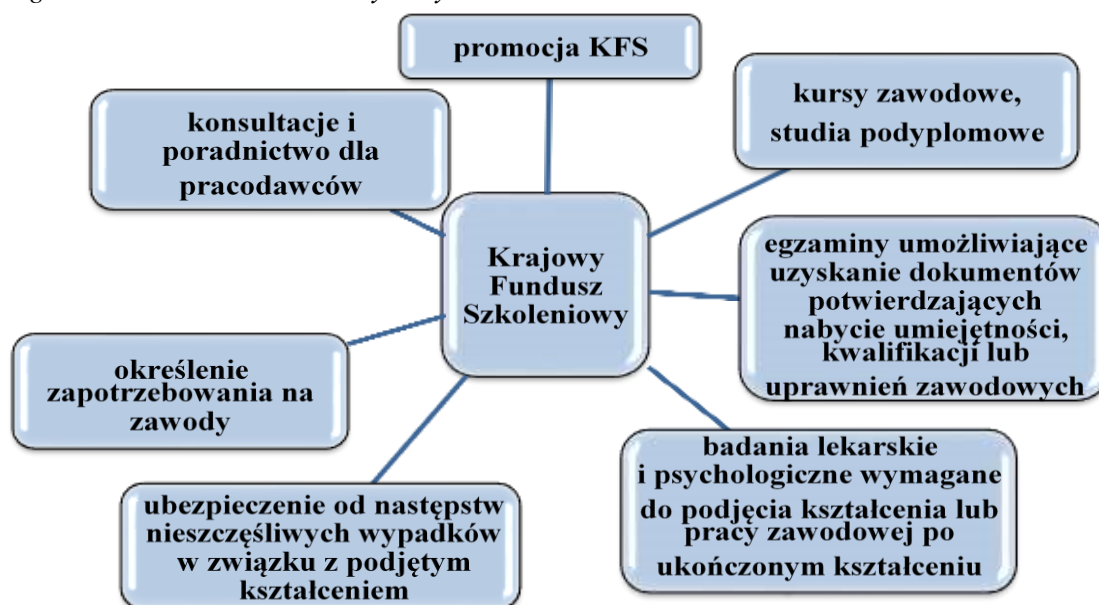 promocja KFS
kursy zawodowe,
studia podyplomowe
konsultacje i
poradnictwo dla
pracodawców
Krajowy
Fundusz
Szkoleniowy
egzaminy umożliwiające
uzyskanie dokumentów
potwierdzających
nabycie umiejętności,
kwalifikacji lub
uprawnień zawodowych
określenie
zapotrzebowania na
zawody
badania lekarskie
i psychologiczne wymagane
do podjęcia kształcenia lub
pracy zawodowej po
ukończonym kształceniu
ubezpieczenie od następstw
nieszczęśliwych wypadków
w związku z podjętym
kształceniem